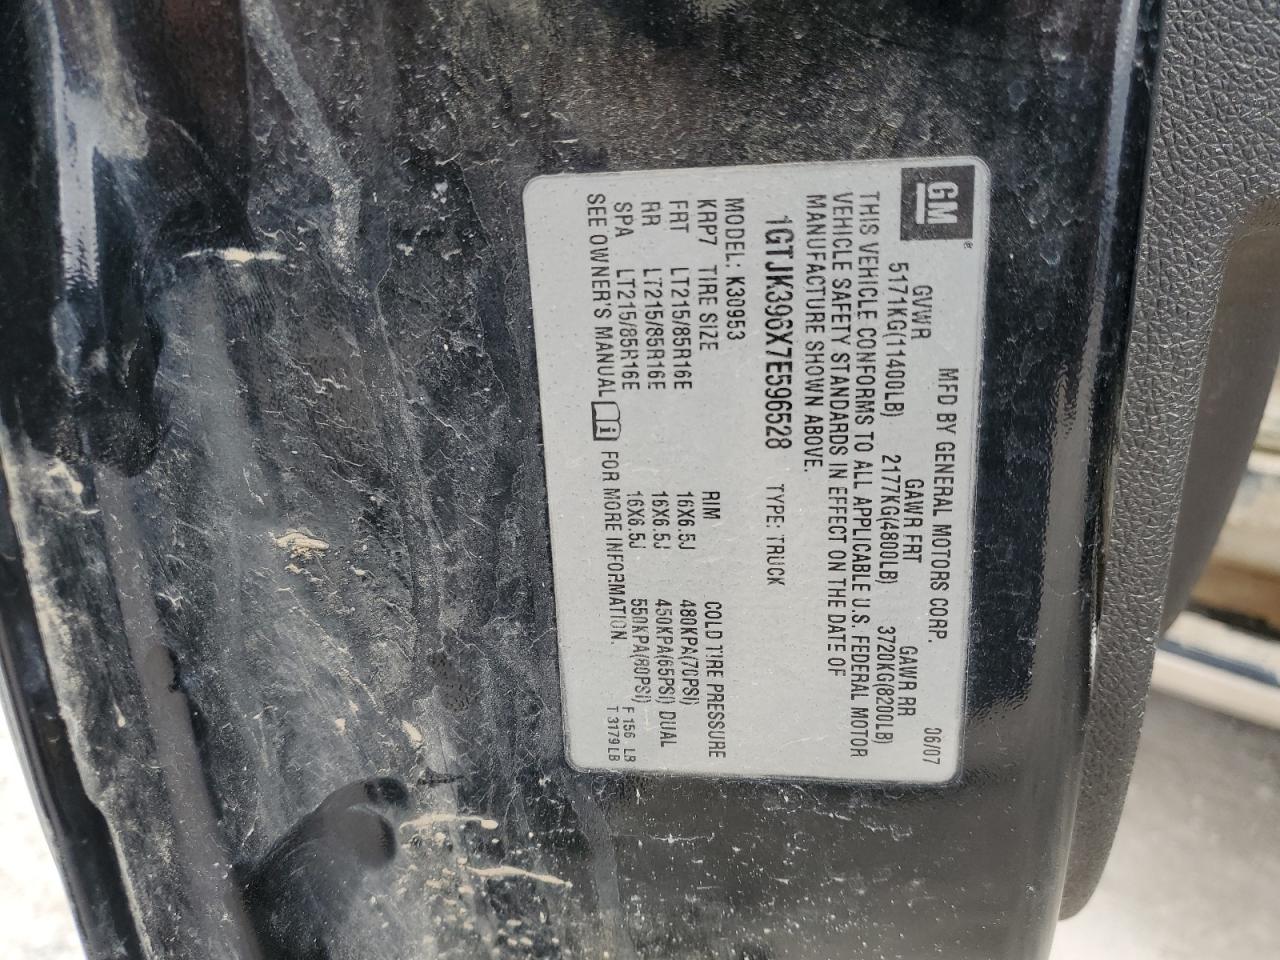 GM
MFD BY GENERAL MOTORS CORP. 06/07
GVWR GAWR FRT GAWR RR
5171KG(11400LB) 2177KG(4800LB) 3720KG(8200LB)
THIS VEHICLE CONFORMS TO ALL APPLICABLE U.S. FEDERAL MOTOR
VEHICLE SAFETY STANDARDS IN EFFECT ON THE DATE OF
MANUFACTURE SHOWN ABOVE.
1GTJK396X7E596528 TYPE: TRUCK
MODEL: K30953
KRP7 TIRE SIZE RIM COLD TIRE PRESSURE
FRT LT215/85R16E 16X6.5J 480KPA(70PSI)
RR LT215/85R16E 16X6.5J 450KPA(65PSI) DUAL
SPA LT215/85R16E 16X6.5J 550KPA(80PSI)
SEE OWNER'S MANUAL i FOR MORE INFORMATION.
F 156 LB
T 3179 LB